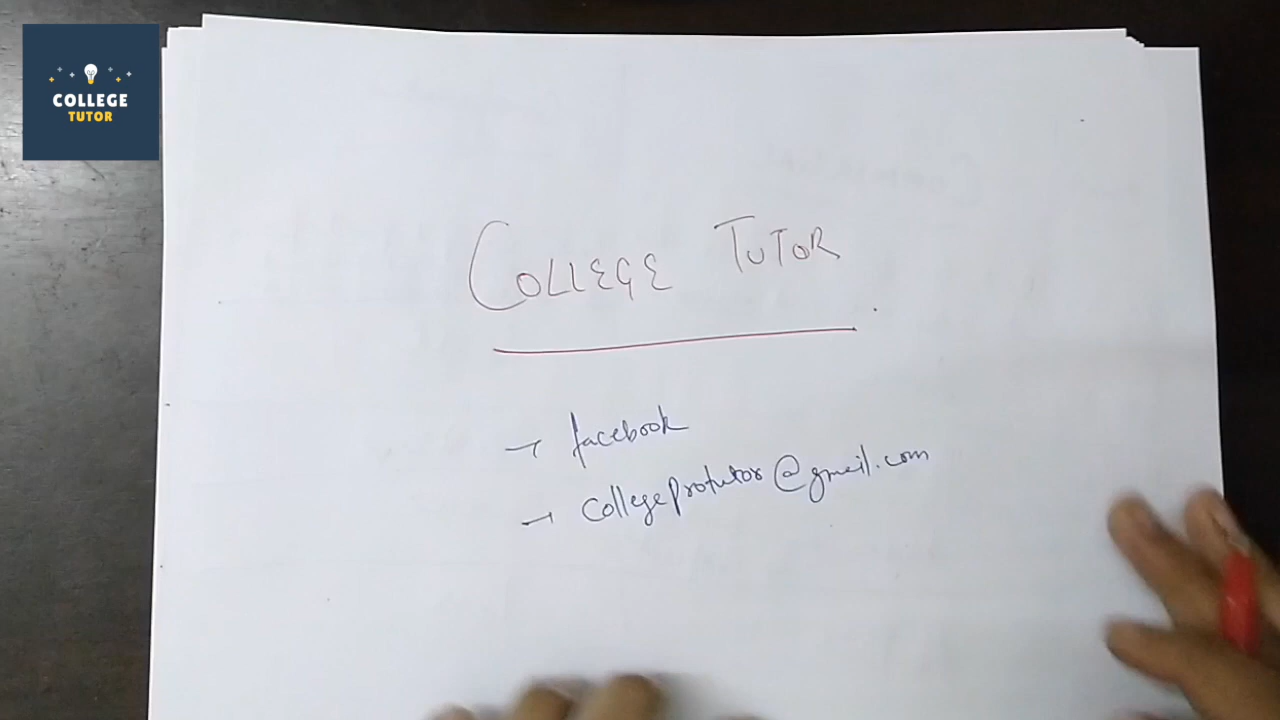 COLLEGE
TUTOR
COLLEGE TUTOR
→ facebook
→ collegeprotutor@gmail.com